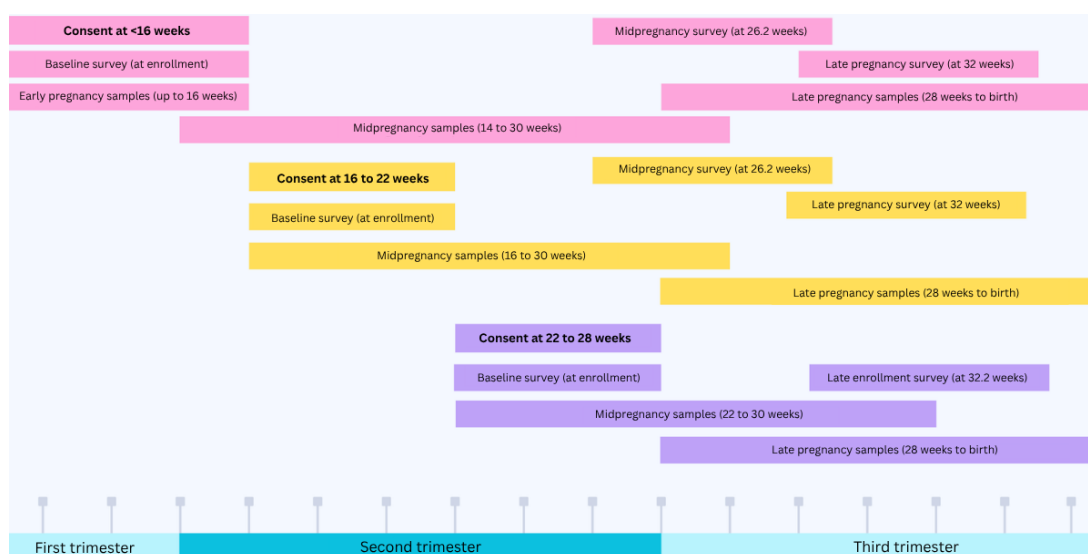 Consent at <16 weeks
Midpregnancy survey (at 26.2 weeks)
Baseline survey (at enrollment)
Late pregnancy survey (at 32 weeks)
Early pregnancy samples (up to 16 weeks)
Late pregnancy samples (28 weeks to birth)
Midpregnancy samples (14 to 30 weeks)
Consent at 16 to 22 weeks
Midpregnancy survey (at 26.2 weeks)
Late pregnancy survey (at 32 weeks)
Baseline survey (at enrollment)
Midpregnancy samples (16 to 30 weeks)
Late pregnancy samples (28 weeks to birth)
Consent at 22 to 28 weeks
Baseline survey (at enrollment)
Late enrollment survey (at 32.2 weeks)
Midpregnancy samples (22 to 30 weeks)
Late pregnancy samples (28 weeks to birth)
First trimester
Second trimester
Third trimester